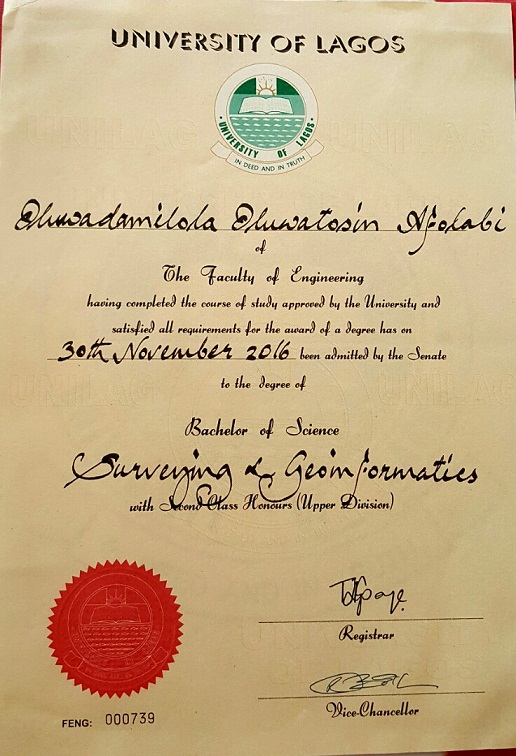 UNIVERSITY OF LAGOS
UNIVERSITY OF LAGOS
IN DEED AND IN TRUTH
Oluwadamilola Oluwatosin Afolabi
of
The Faculty of Engineering
having completed the course of study approved by the University and
satisfied all requirements for the award of a degree has on
30th November 2016 been admitted by the Senate
to the degree of
Bachelor of Science
Surveying & Geoinformatics
with Second Class Honours (Upper Division)
Registrar
Vice-Chancellor
FENG: 000739